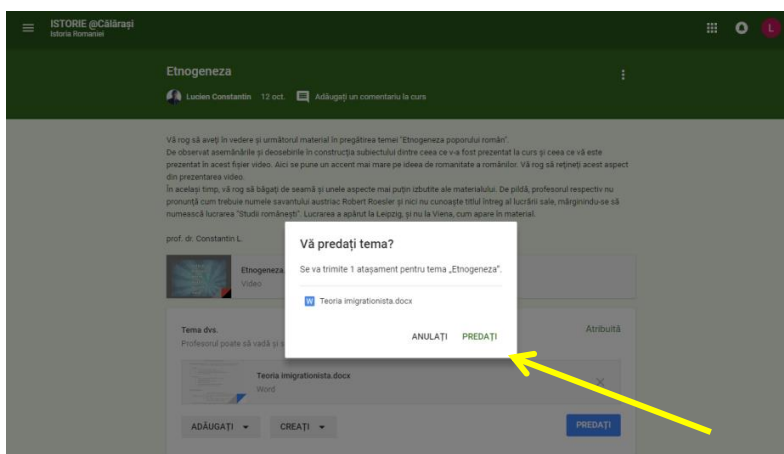 ISTORIE @Călărași
Istoria Romaniei
L
Etnogeneza
Lucien Constantin 12 oct. Adăugați un comentariu la curs
Vă rog să aveți în vedere și următorul material în pregătirea temei "Etnogeneza poporului român".
De observat asemănările și deosebirile în construcția subiectului dintre ceea ce v-a fost prezentat la curs și ceea ce vă este
prezentat în acest fișier video. Aici se pune un accent mai mare pe ideea de romanitate a românilor. Vă rog să rețineți acest aspect
din prezentarea video.
În același timp, vă rog să băgați de seamă și unele aspecte mai puțin izbutite ale materialului. De pildă, profesorul respectiv nu
pronunță cum trebuie numele savantului austriac Robert Roesler și nici nu cunoaște titlul întreg al lucrării sale, mărginindu-se să
numească lucrarea "Studii românești". Lucrarea a apărut la Leipzig, și nu la Viena, cum apare în material.
prof. dr. Constantin L.
Etnogeneza.
Video
Vă predați tema?
Se va trimite 1 atașament pentru tema „Etnogeneza”.
W Teoria imigrationista.docx
ANULAȚI PREDAȚI
Tema dvs.
Atribuită
Profesorul poate să vadă și s
Teoria imigrationista.docx
Word
ADĂUGAȚI CREAȚI PREDAȚI